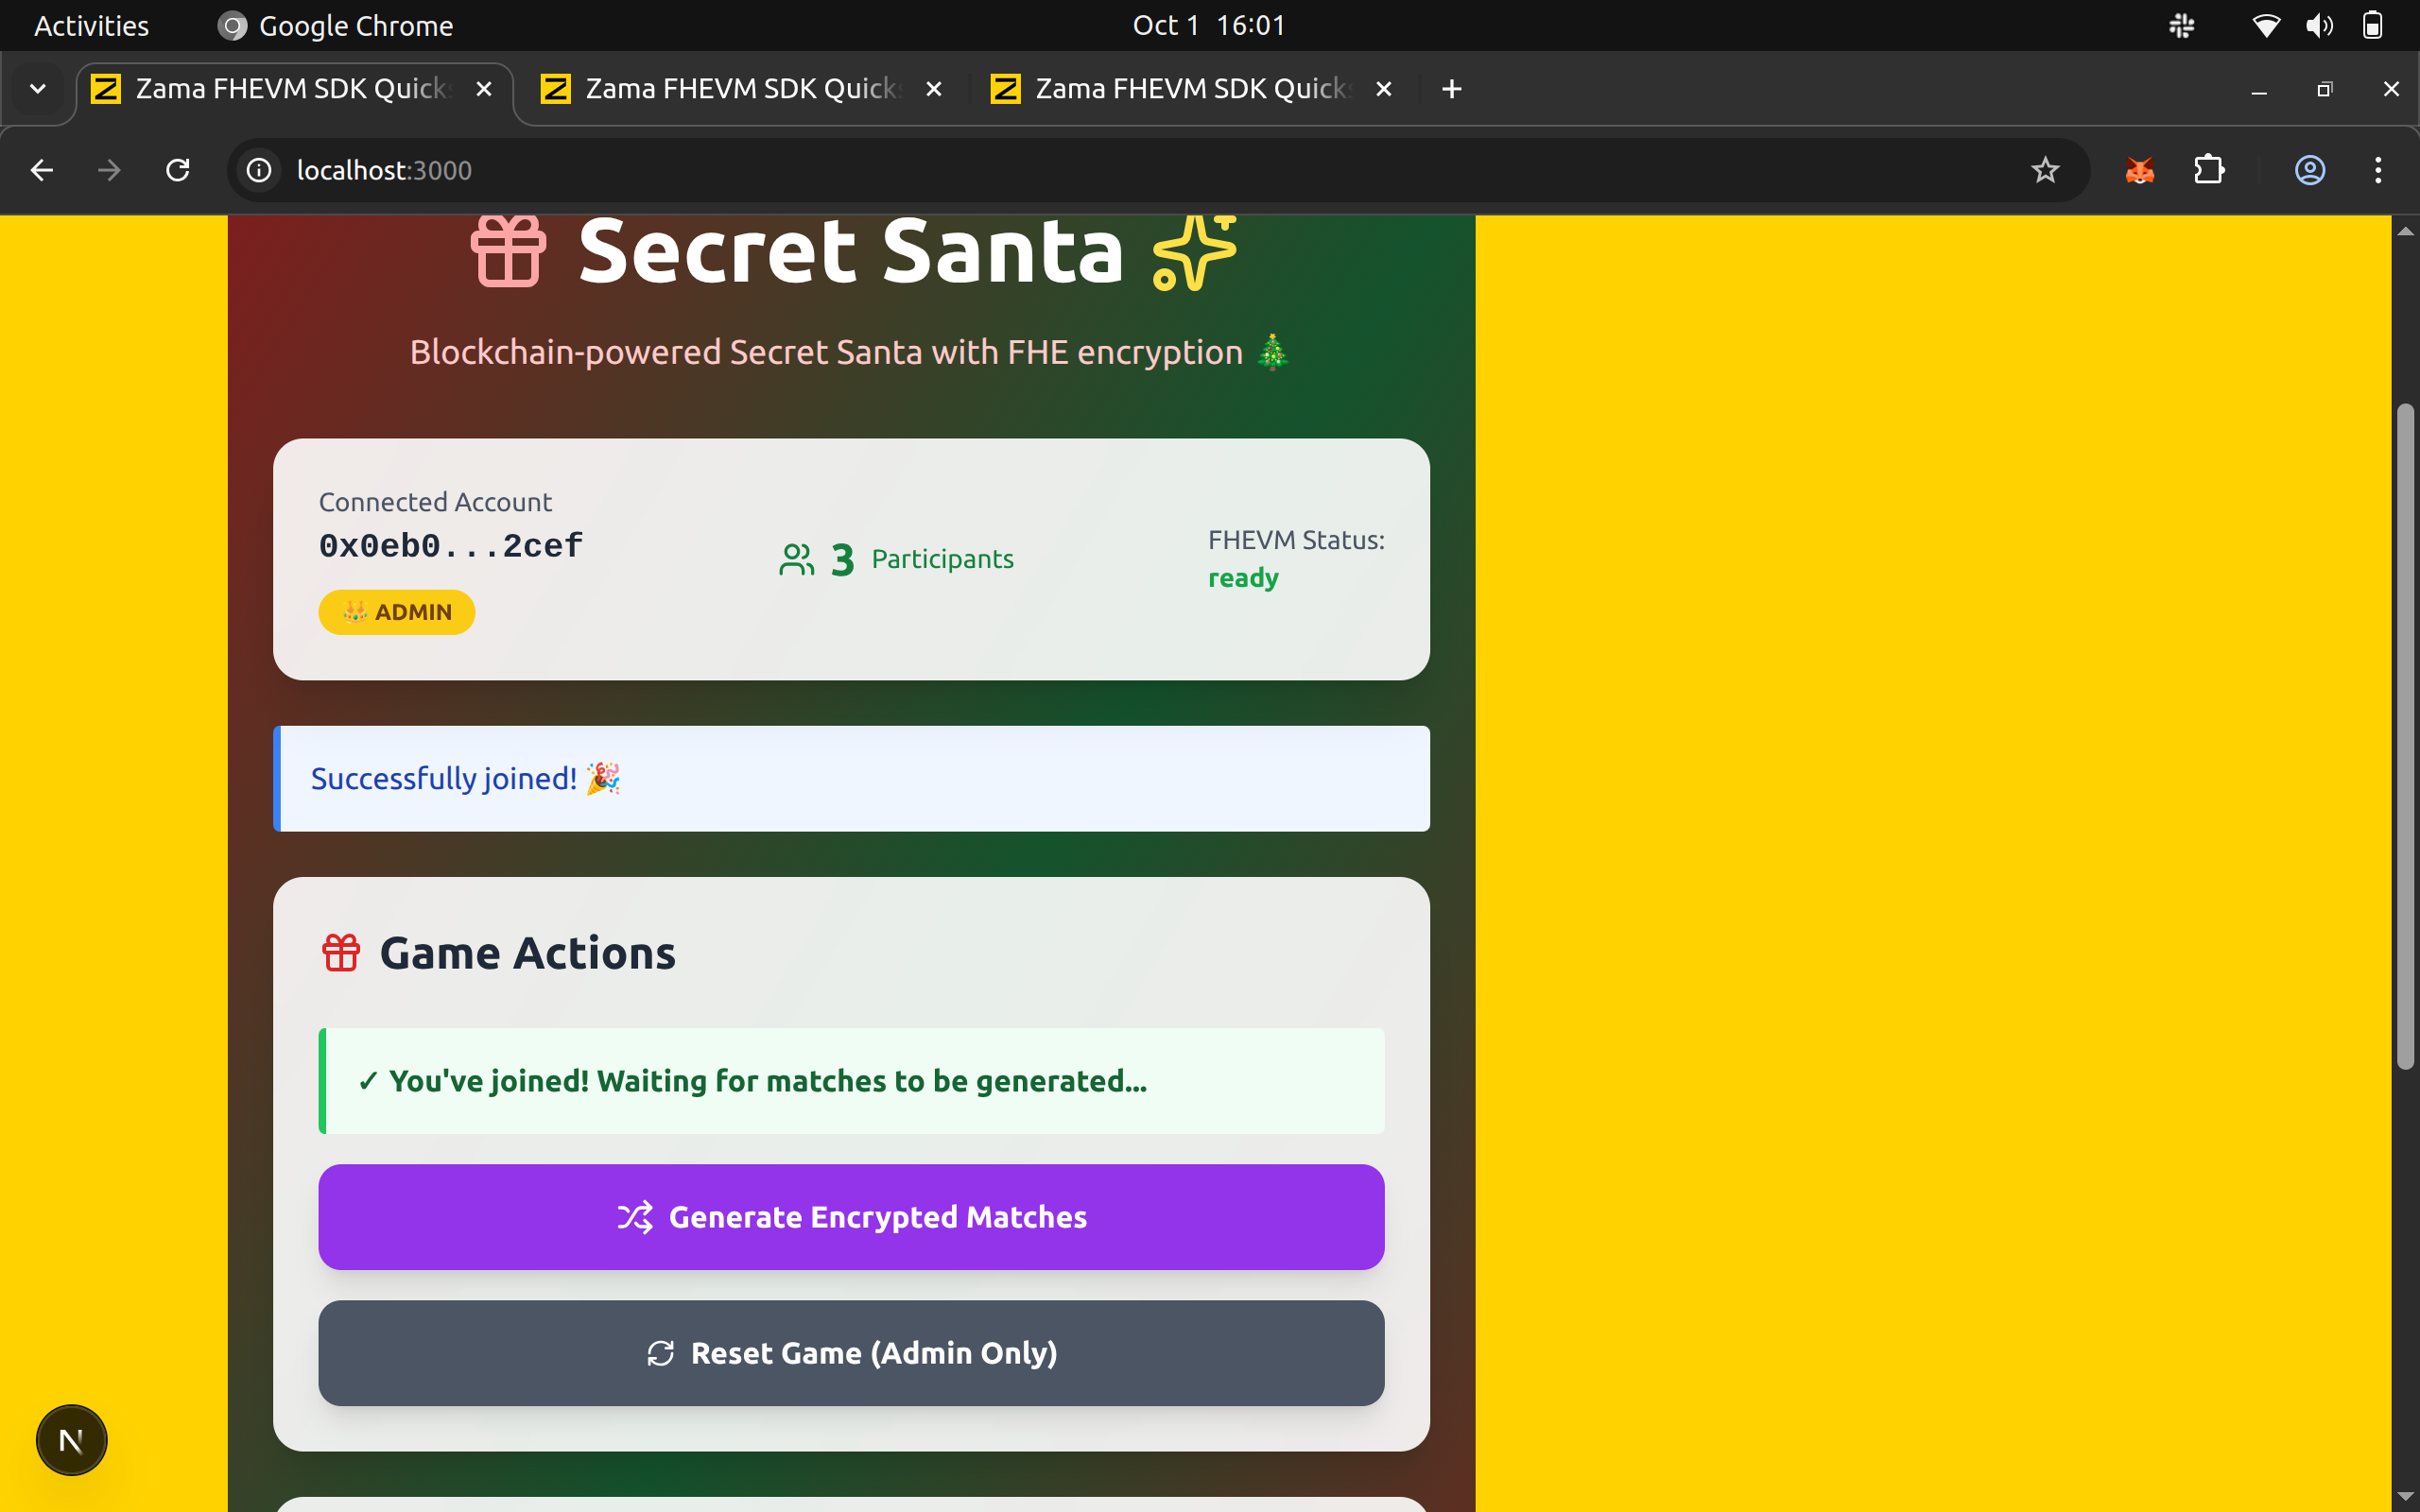 Activities
Google Chrome
Oct 1 16:01
Zama FHEVM SDK Quicks
Zama FHEVM SDK Quicks
Zama FHEVM SDK Quicks
localhost:3000
Secret Santa
Blockchain-powered Secret Santa with FHE encryption 🎄
Connected Account
0x0eb0...2cef
👑 ADMIN
3 Participants
FHEVM Status:
ready
Successfully joined! 🎉
Game Actions
✓ You've joined! Waiting for matches to be generated...
Generate Encrypted Matches
Reset Game (Admin Only)
N